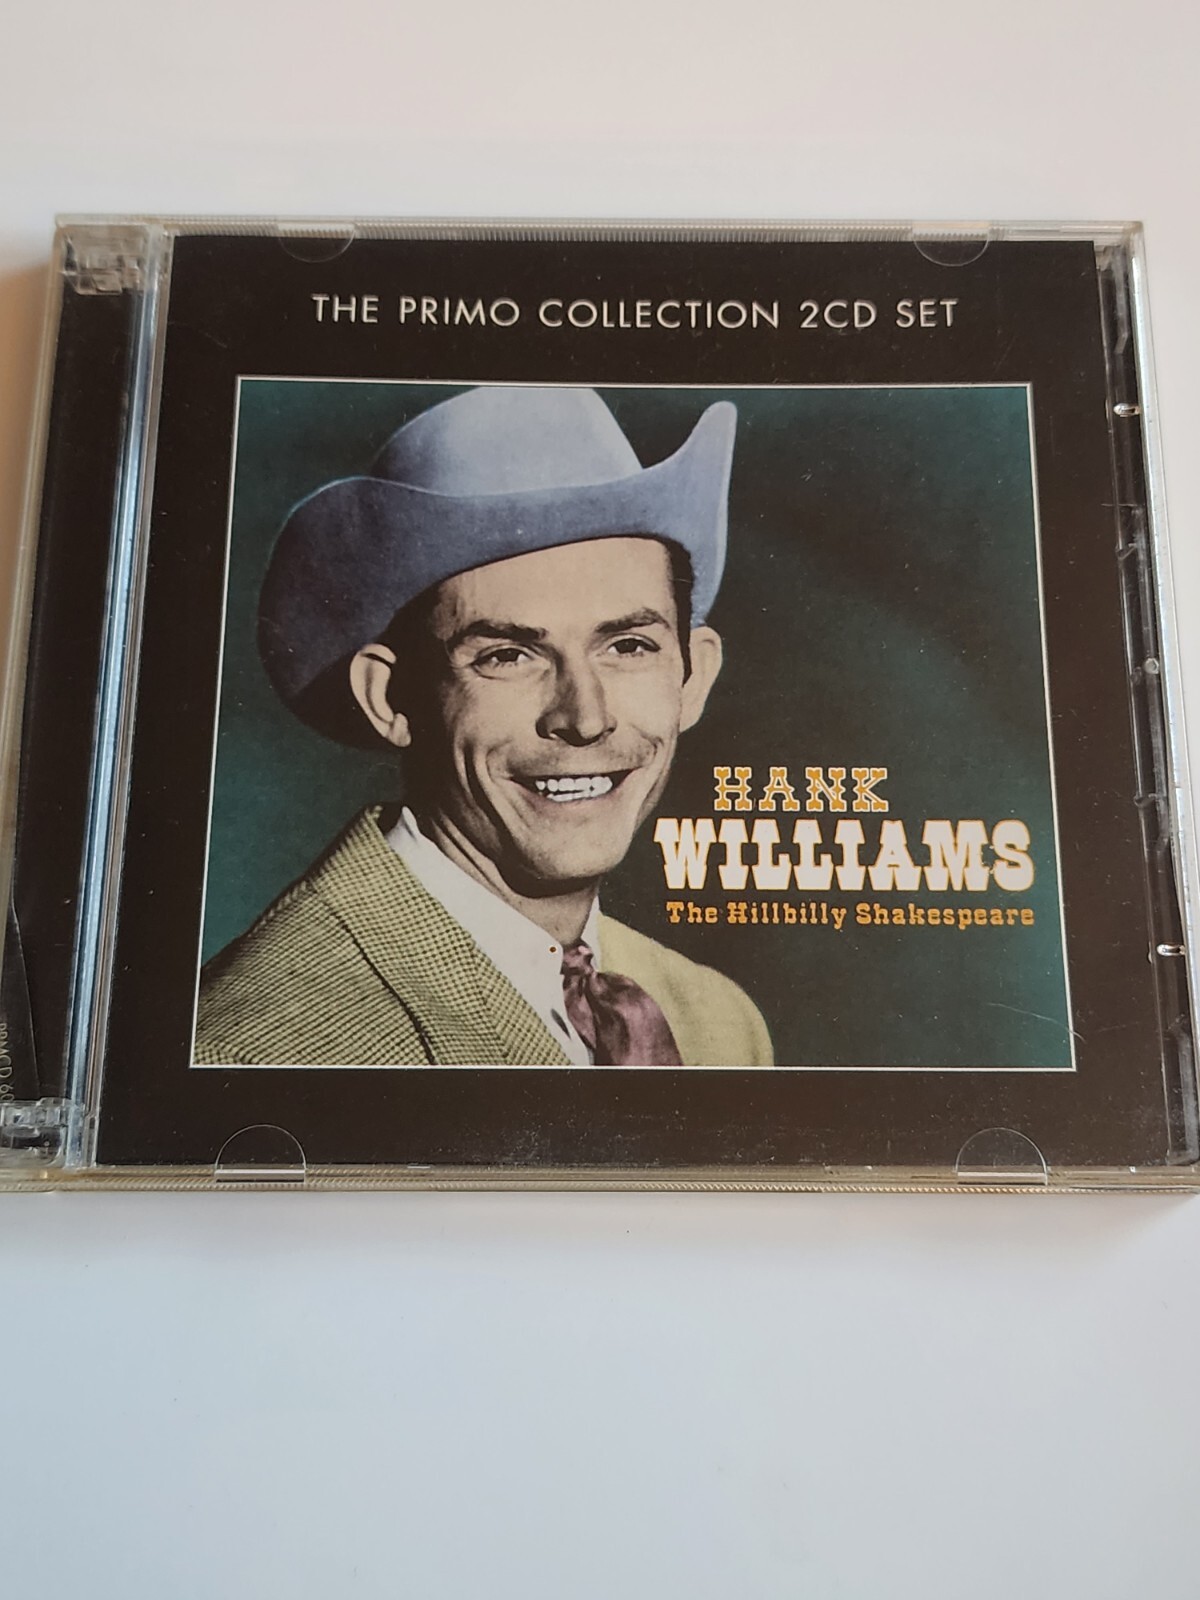 THE PRIMO COLLECTION 2CD SET
HANK
WILLIAMS
The Hillbilly Shakespeare